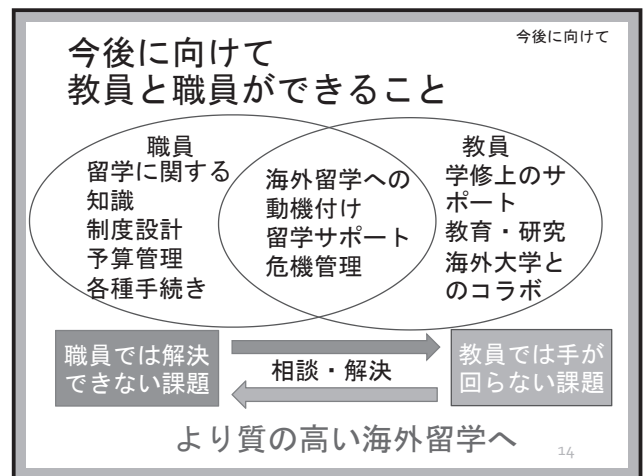 今後に向けて
今後に向けて
教員と職員ができること
職員
留学に関する
知識
制度設計
予算管理
各種手続き
海外留学への
動機付け
留学サポート
危機管理
教員
学修上のサ
ポート
教育・研究
海外大学と
のコラボ
職員では解決
できない課題
相談・解決
教員では手が
回らない課題
より質の高い海外留学へ
14